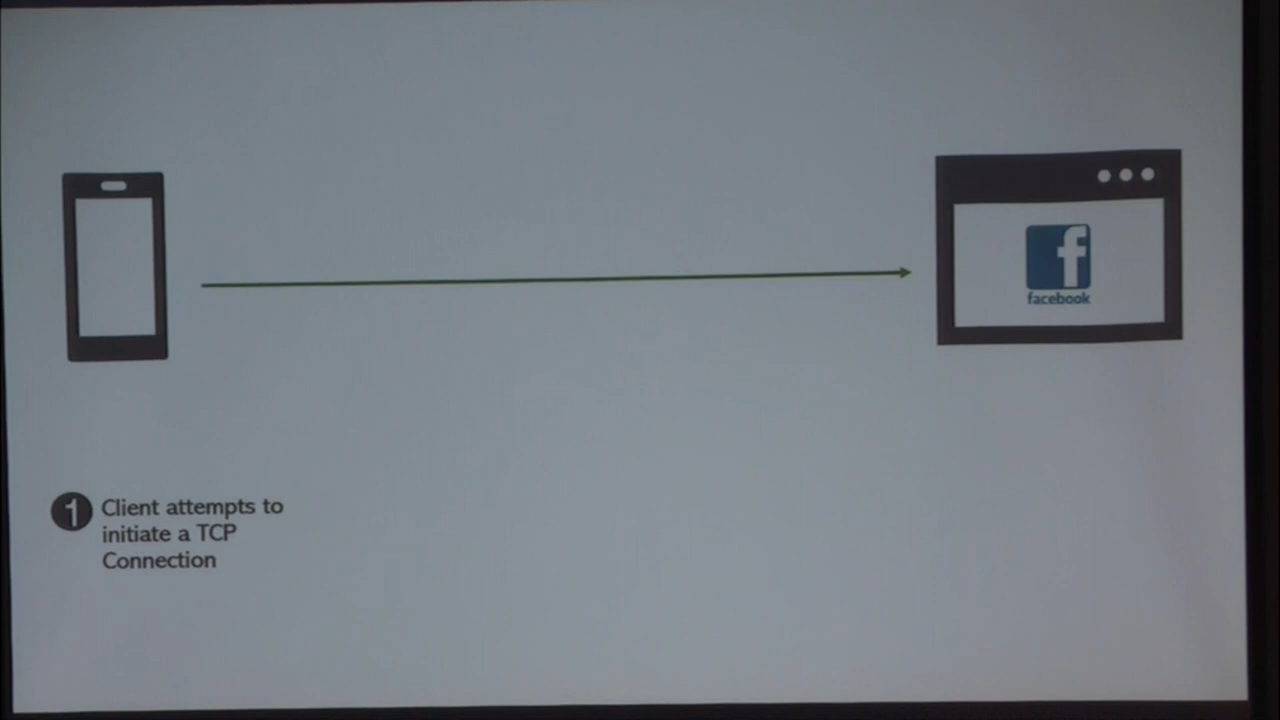 facebook
1
Client attempts to
initiate a TCP
Connection